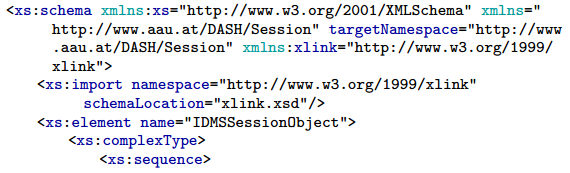 <xs:schema xmlns:xs="http://www.w3.org/2001/XMLSchema" xmlns="
http://www.aau.at/DASH/Session" targetNamespace="http://www
.aau.at/DASH/Session" xmlns:xlink="http://www.w3.org/1999/
xlink">
<xs:import namespace="http://www.w3.org/1999/xlink"
schemaLocation="xlink.xsd"/>
<xs:element name="IDMSSessionObject">
<xs:complexType>
<xs:sequence>